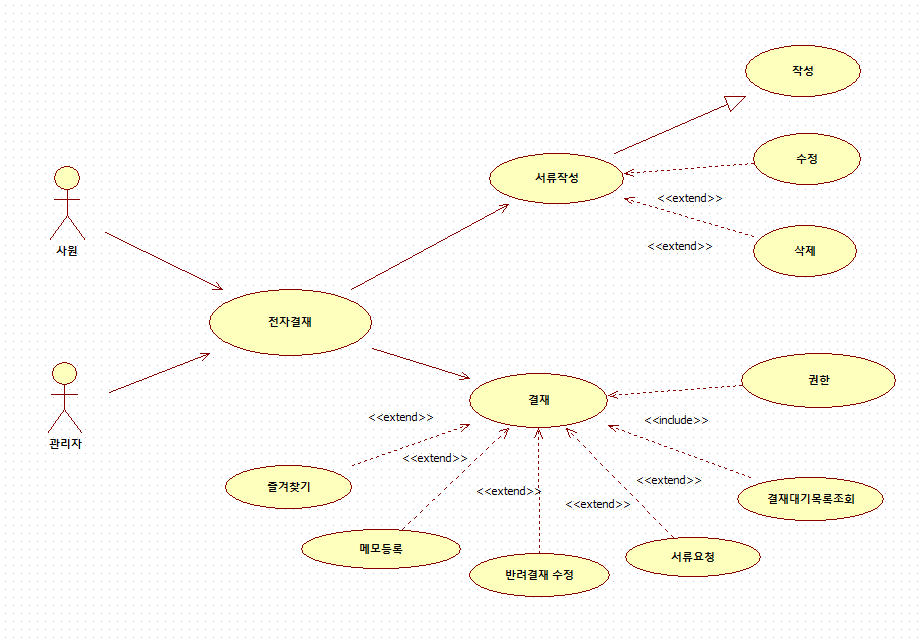 작성
수정
서류작성
<<extend>>
사원
<<extend>>
삭제
전자결재
권한
결재
<<extend>>
<<include>>
관리자
<<extend>>
<<extend>>
즐겨찾기
<<extend>>
결재대기목록조회
<<extend>>
메모등록
서류요청
반려결재 수정